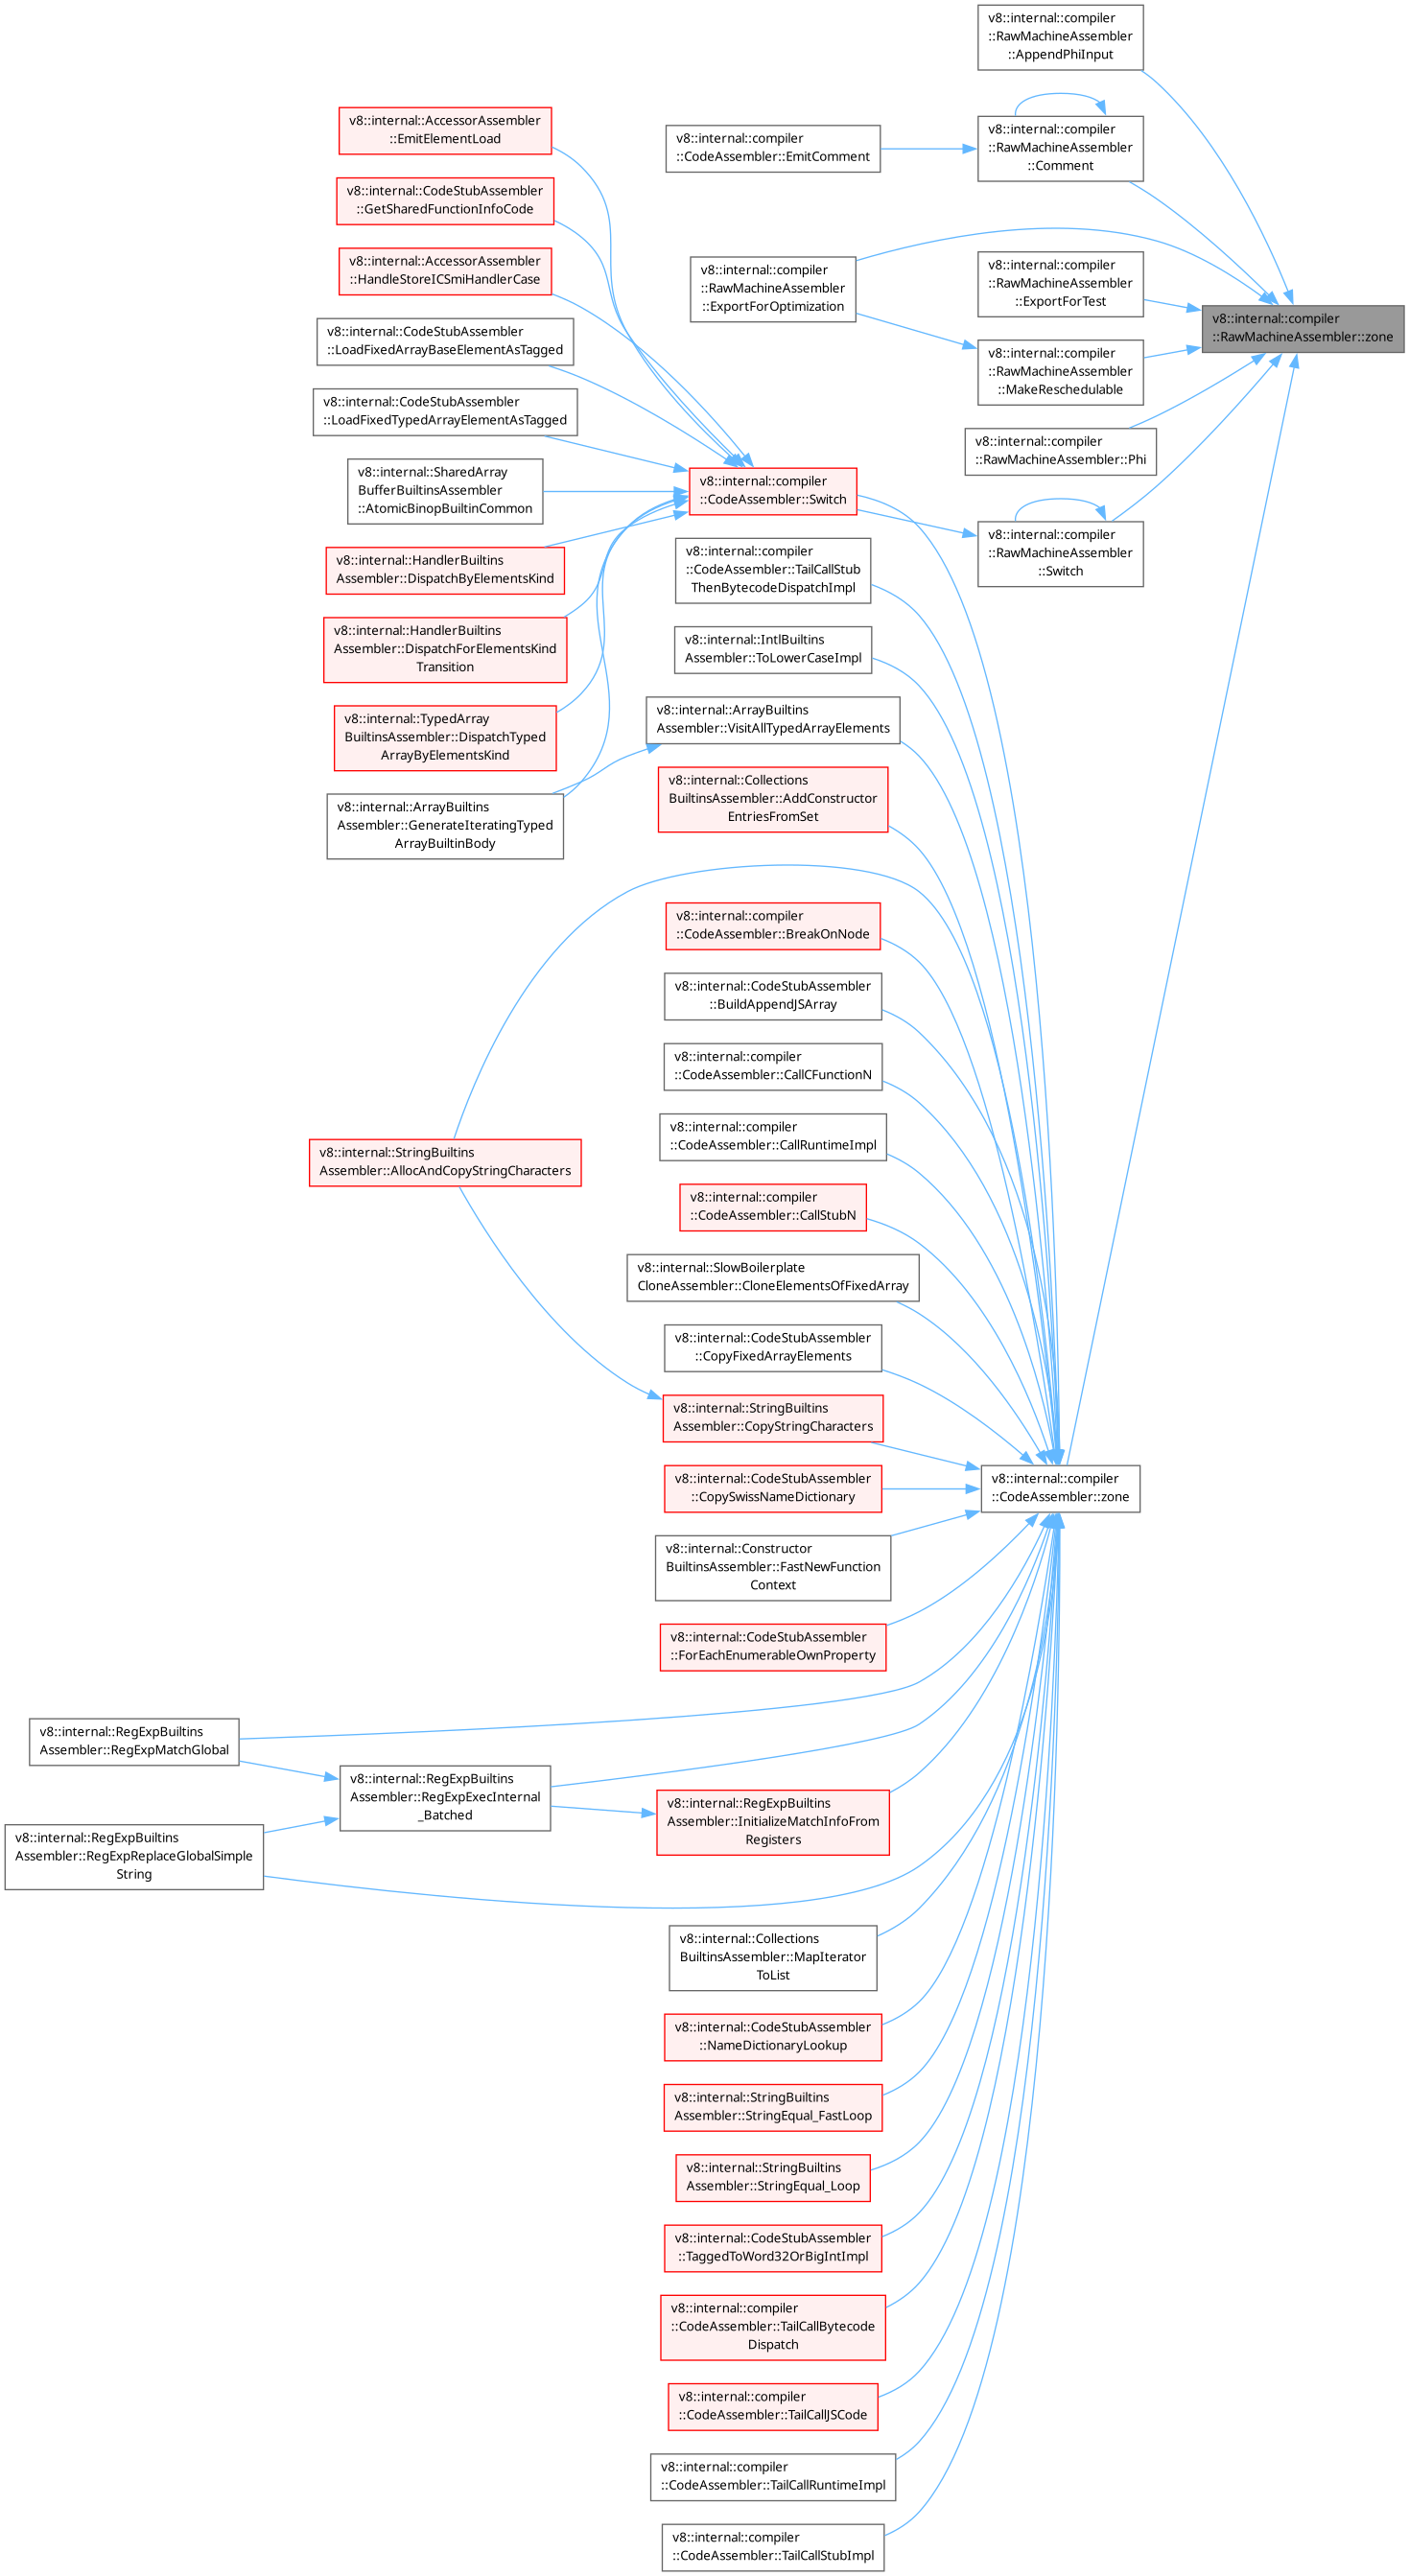 v8::internal::compiler
::RawMachineAssembler
::AppendPhiInput
v8::internal::AccessorAssembler
::EmitElementLoad
v8::internal::compiler
::CodeAssembler::EmitComment
v8::internal::compiler
::RawMachineAssembler
::Comment
v8::internal::CodeStubAssembler
::GetSharedFunctionInfoCode
v8::internal::AccessorAssembler
::HandleStoreICSmiHandlerCase
v8::internal::compiler
::RawMachineAssembler
::ExportForOptimization
v8::internal::compiler
::RawMachineAssembler
::ExportForTest
v8::internal::compiler
::RawMachineAssembler::zone
v8::internal::CodeStubAssembler
::LoadFixedArrayBaseElementAsTagged
v8::internal::compiler
::RawMachineAssembler
::MakeReschedulable
v8::internal::CodeStubAssembler
::LoadFixedTypedArrayElementAsTagged
v8::internal::compiler
::RawMachineAssembler::Phi
v8::internal::SharedArray
BufferBuiltinsAssembler
::AtomicBinopBuiltinCommon
v8::internal::compiler
::CodeAssembler::Switch
v8::internal::compiler
::RawMachineAssembler
::Switch
v8::internal::HandlerBuiltins
Assembler::DispatchByElementsKind
v8::internal::compiler
::CodeAssembler::TailCallStub
ThenBytecodeDispatchImpl
v8::internal::HandlerBuiltins
Assembler::DispatchForElementsKind
Transition
v8::internal::IntlBuiltins
Assembler::ToLowerCaseImpl
v8::internal::TypedArray
BuiltinsAssembler::DispatchTyped
ArrayByElementsKind
v8::internal::ArrayBuiltins
Assembler::VisitAllTypedArrayElements
v8::internal::ArrayBuiltins
Assembler::GenerateIteratingTyped
ArrayBuiltinBody
v8::internal::Collections
BuiltinsAssembler::AddConstructor
EntriesFromSet
v8::internal::compiler
::CodeAssembler::BreakOnNode
v8::internal::CodeStubAssembler
::BuildAppendJSArray
v8::internal::compiler
::CodeAssembler::CallCFunctionN
v8::internal::compiler
::CodeAssembler::CallRuntimeImpl
v8::internal::StringBuiltins
Assembler::AllocAndCopyStringCharacters
v8::internal::compiler
::CodeAssembler::CallStubN
v8::internal::SlowBoilerplate
CloneAssembler::CloneElementsOfFixedArray
v8::internal::CodeStubAssembler
::CopyFixedArrayElements
v8::internal::StringBuiltins
Assembler::CopyStringCharacters
v8::internal::CodeStubAssembler
::CopySwissNameDictionary
v8::internal::compiler
::CodeAssembler::zone
v8::internal::Constructor
BuiltinsAssembler::FastNewFunction
Context
v8::internal::CodeStubAssembler
::ForEachEnumerableOwnProperty
v8::internal::RegExpBuiltins
Assembler::RegExpMatchGlobal
v8::internal::RegExpBuiltins
Assembler::RegExpExecInternal
_Batched
v8::internal::RegExpBuiltins
Assembler::InitializeMatchInfoFrom
Registers
v8::internal::RegExpBuiltins
Assembler::RegExpReplaceGlobalSimple
String
v8::internal::Collections
BuiltinsAssembler::MapIterator
ToList
v8::internal::CodeStubAssembler
::NameDictionaryLookup
v8::internal::StringBuiltins
Assembler::StringEqual_FastLoop
v8::internal::StringBuiltins
Assembler::StringEqual_Loop
v8::internal::CodeStubAssembler
::TaggedToWord32OrBigIntImpl
v8::internal::compiler
::CodeAssembler::TailCallBytecode
Dispatch
v8::internal::compiler
::CodeAssembler::TailCallJSCode
v8::internal::compiler
::CodeAssembler::TailCallRuntimeImpl
v8::internal::compiler
::CodeAssembler::TailCallStubImpl